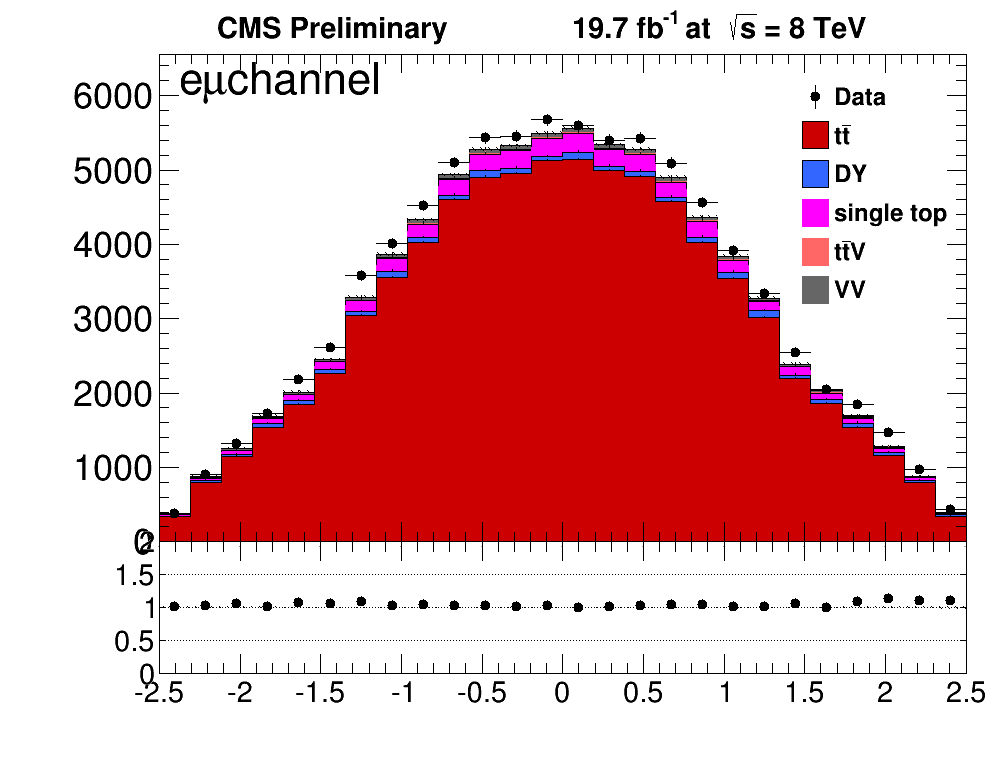 CMS Preliminary 19.7 fb⁻¹ at √s = 8 TeV
eμchannel
Data
tt̄
DY
single top
tt̄V
VV
6000
5000
4000
3000
2000
1000
0
2
1.5
1
0.5
0
-2.5 -2 -1.5 -1 -0.5 0 0.5 1 1.5 2 2.5